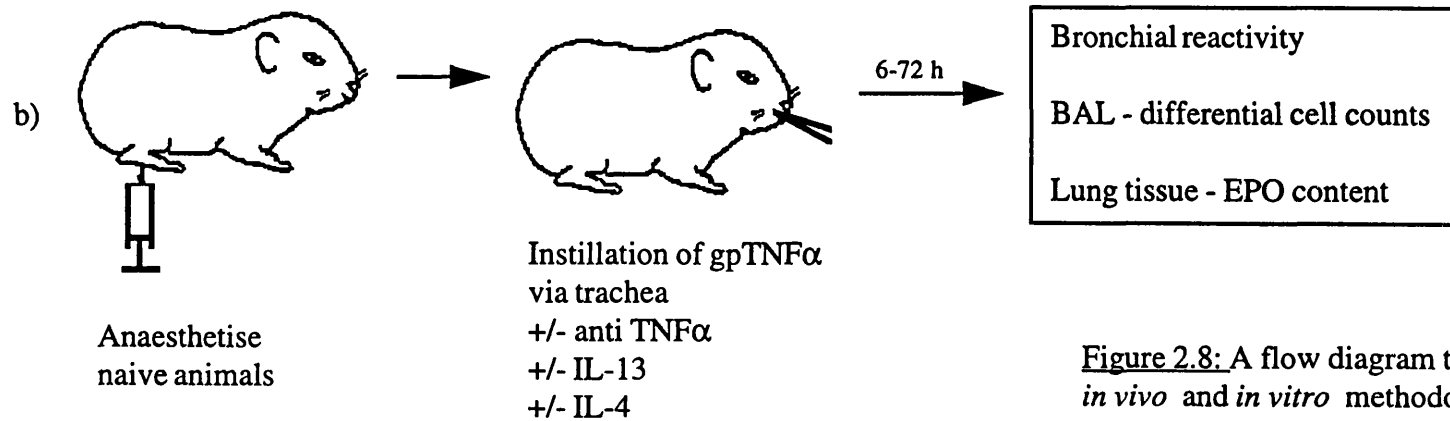 b)
Anaesthetise
naive animals
Instillation of gpTNFα
via trachea
+/- anti TNFα
+/- IL-13
+/- IL-4
6-72 h
Bronchial reactivity
BAL - differential cell counts
Lung tissue - EPO content
Figure 2.8: A flow diagram t
in vivo and in vitro methodo